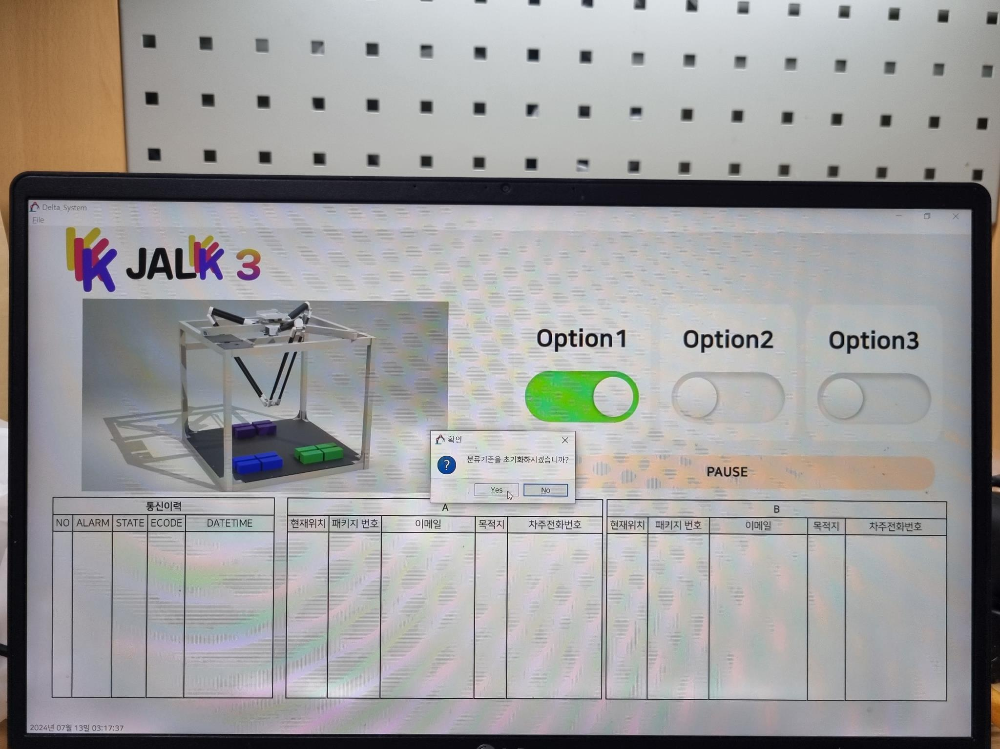 Delta_System
File
JALKKK 3
Option1
Option2
Option3
확인
분류기준을 초기화하시겠습니까?
Yes
No
PAUSE
통신이력
NO ALARM STATE ECODE DATETIME
A
현재위치 패키지 번호 이메일 목적지 차주전화번호
B
현재위치 패키지 번호 이메일 목적지 차주전화번호
2024년 07월 13일 03:17:37